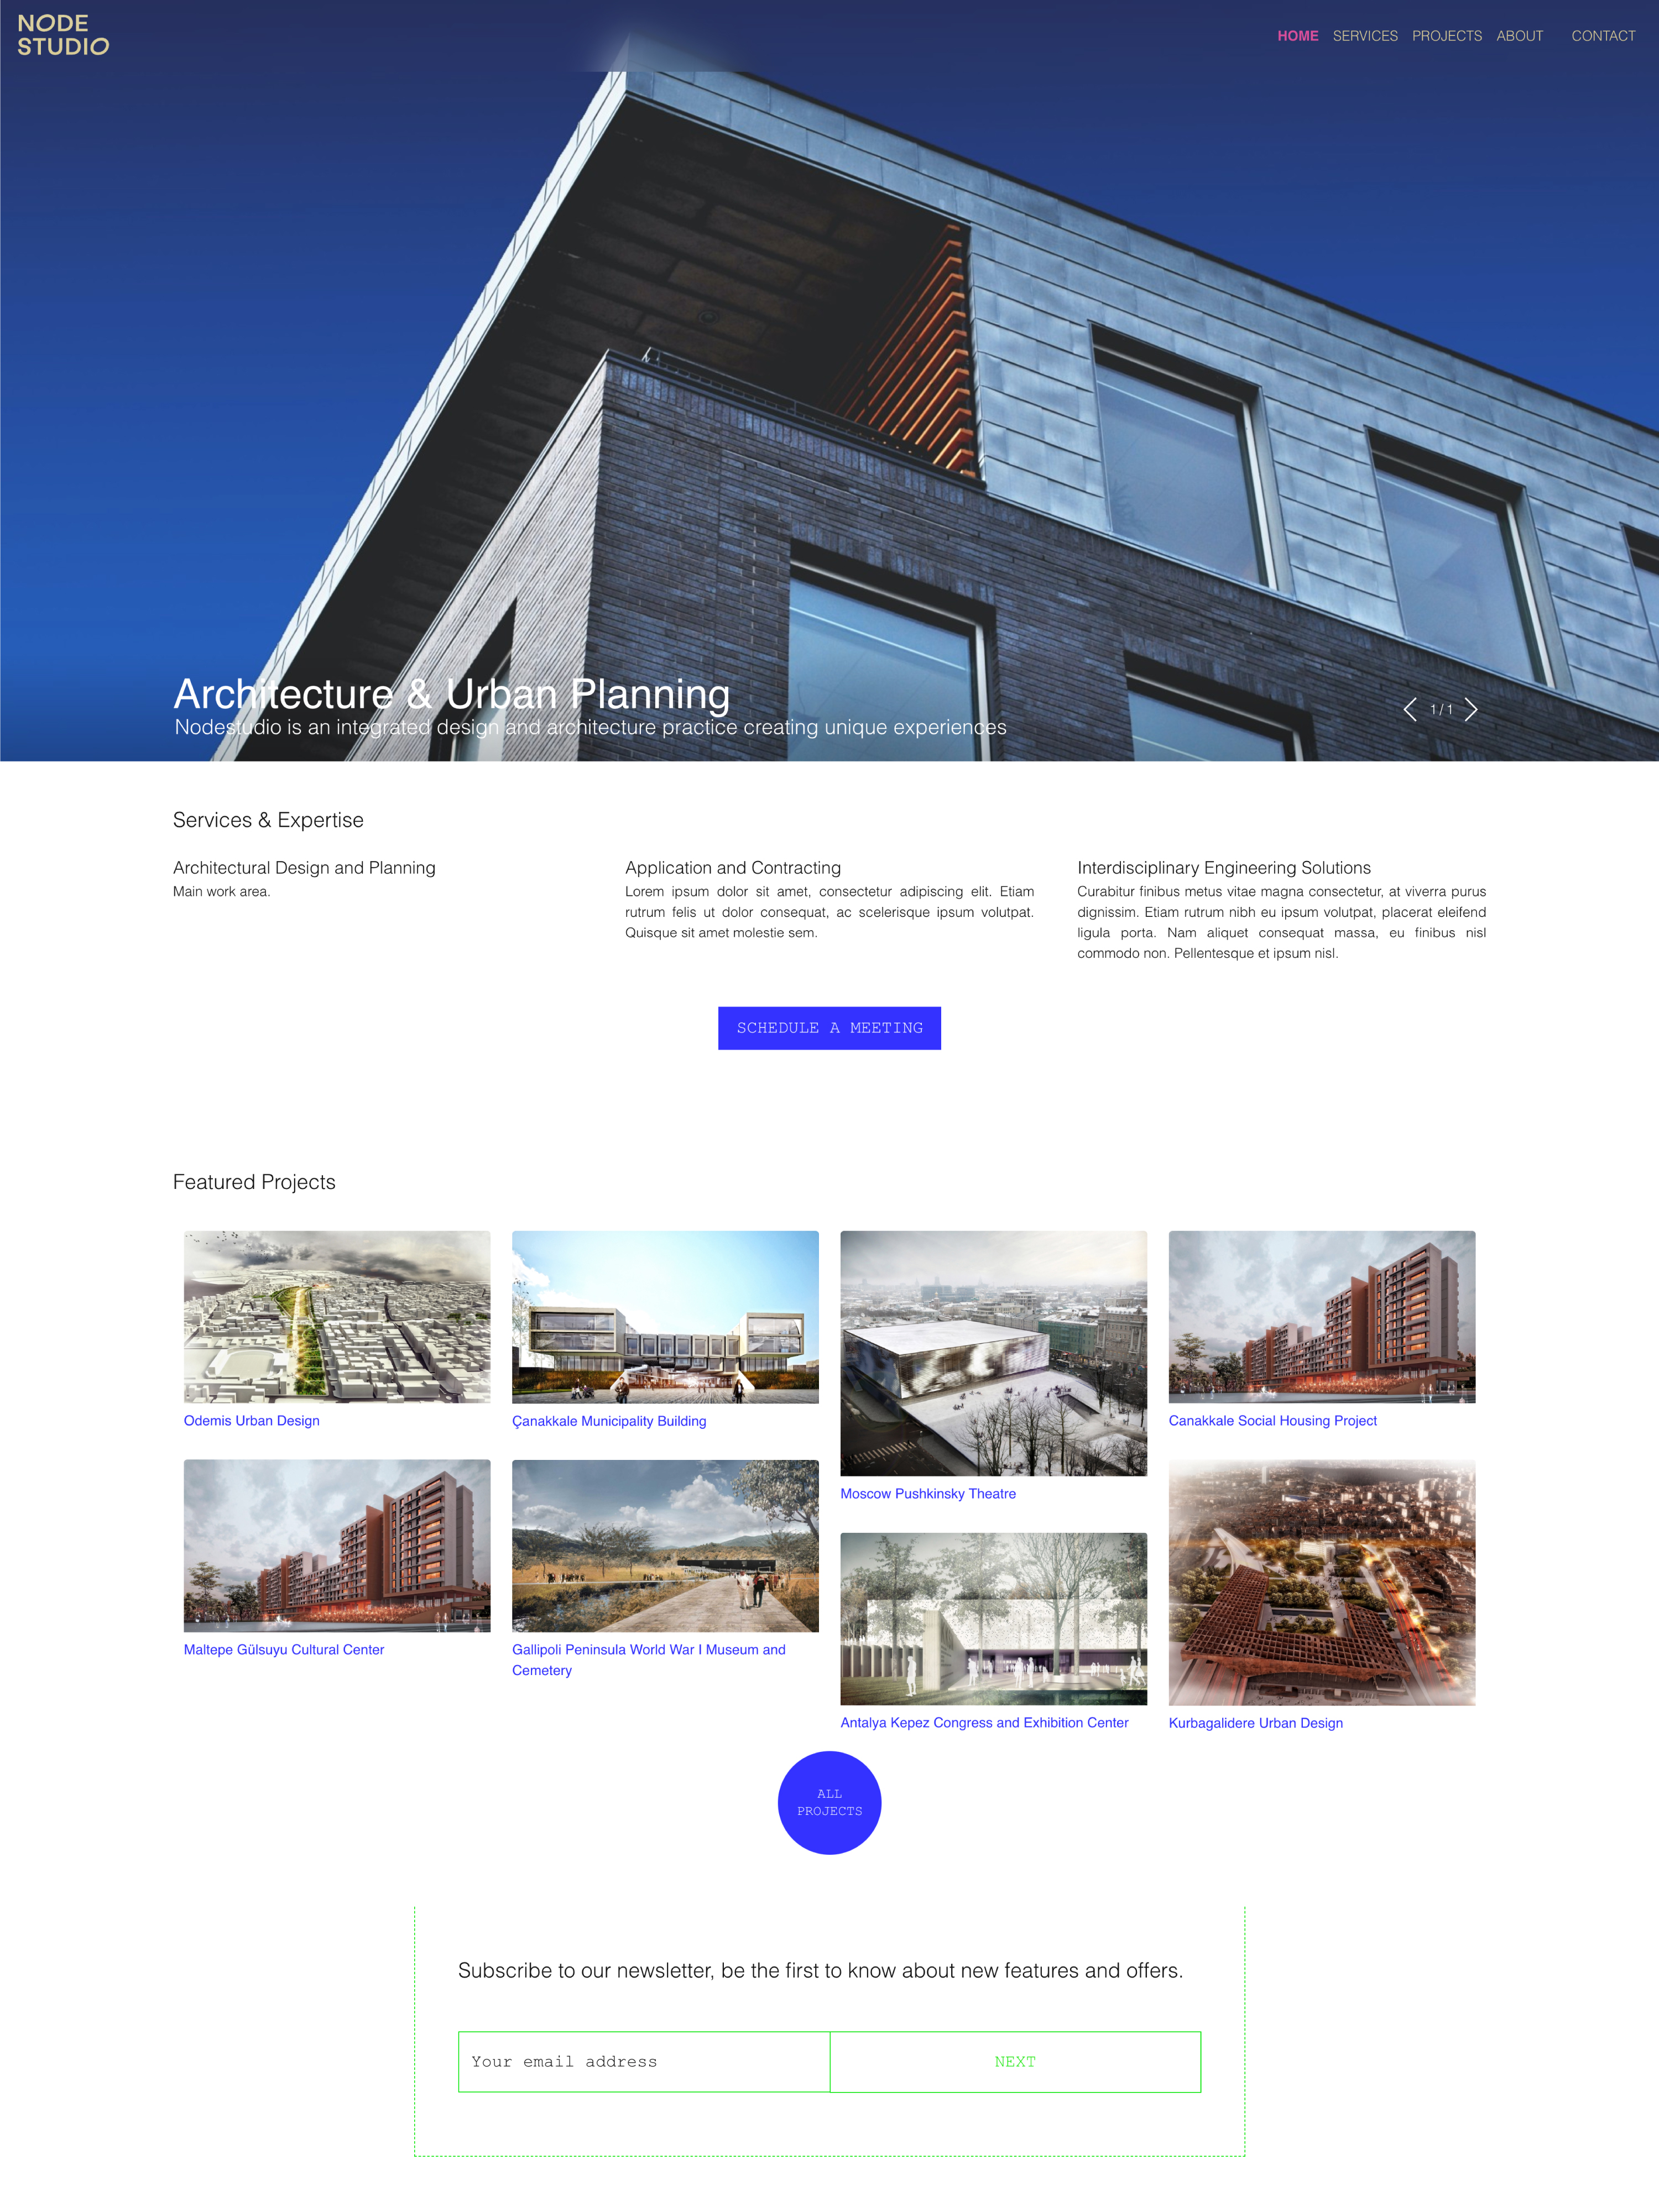 NODE
STUDIO
HOME SERVICES PROJECTS ABOUT CONTACT
Architecture & Urban Planning
Nodestudio is an integrated design and architecture practice creating unique experiences
1 / 1
Services & Expertise
Architectural Design and Planning
Main work area.
Application and Contracting
Lorem ipsum dolor sit amet, consectetur adipiscing elit. Etiam
rutrum felis ut dolor consequat, ac scelerisque ipsum volutpat.
Quisque sit amet molestie sem.
Interdisciplinary Engineering Solutions
Curabitur finibus metus vitae magna consectetur, at viverra purus
dignissim. Etiam rutrum nibh eu ipsum volutpat, placerat eleifend
ligula porta. Nam aliquet consequat massa, eu finibus nisl
commodo non. Pellentesque et ipsum nisl.
SCHEDULE A MEETING
Featured Projects
Odemis Urban Design
Çanakkale Municipality Building
Moscow Pushkinsky Theatre
Canakkale Social Housing Project
Maltepe Gülsuyu Cultural Center
Gallipoli Peninsula World War I Museum and
Cemetery
Antalya Kepez Congress and Exhibition Center
Kurbagalidere Urban Design
ALL
PROJECTS
Subscribe to our newsletter, be the first to know about new features and offers.
Your email address
NEXT